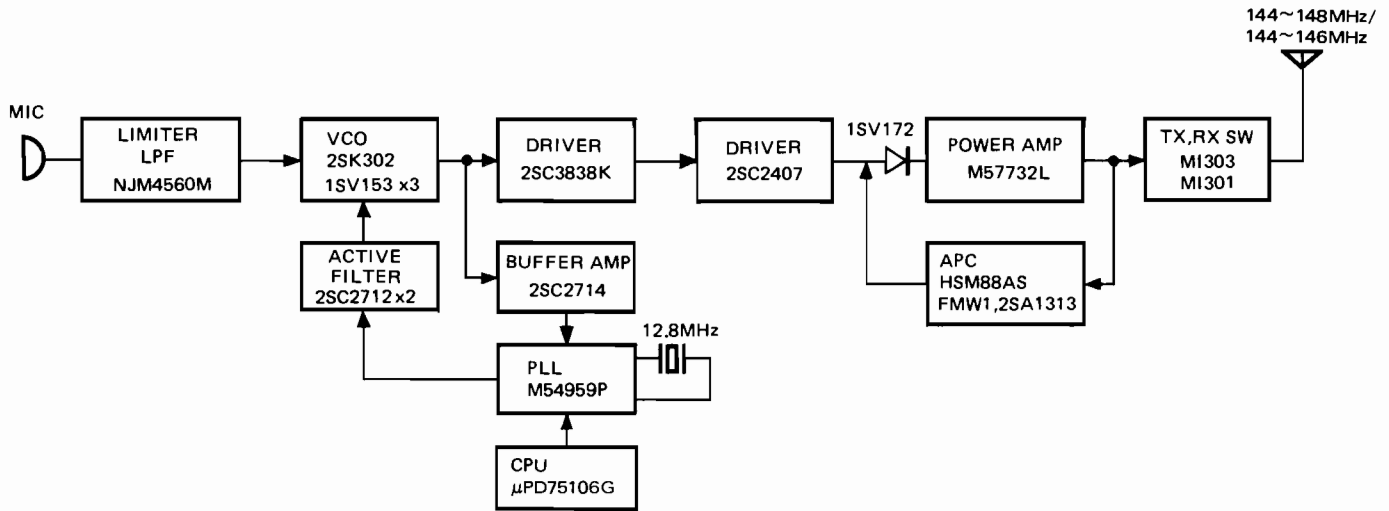 144~148MHz/
144~146MHz
MIC
LIMITER
LPF
NJM4560M
VCO
2SK302
1SV153 x3
DRIVER
2SC3838K
DRIVER
2SC2407
1SV172
POWER AMP
M57732L
TX,RX SW
MI303
MI301
ACTIVE
FILTER
2SC2712x2
BUFFER AMP
2SC2714
APC
HSM88AS
FMW1,2SA1313
12.8MHz
PLL
M54959P
CPU
μPD75106G